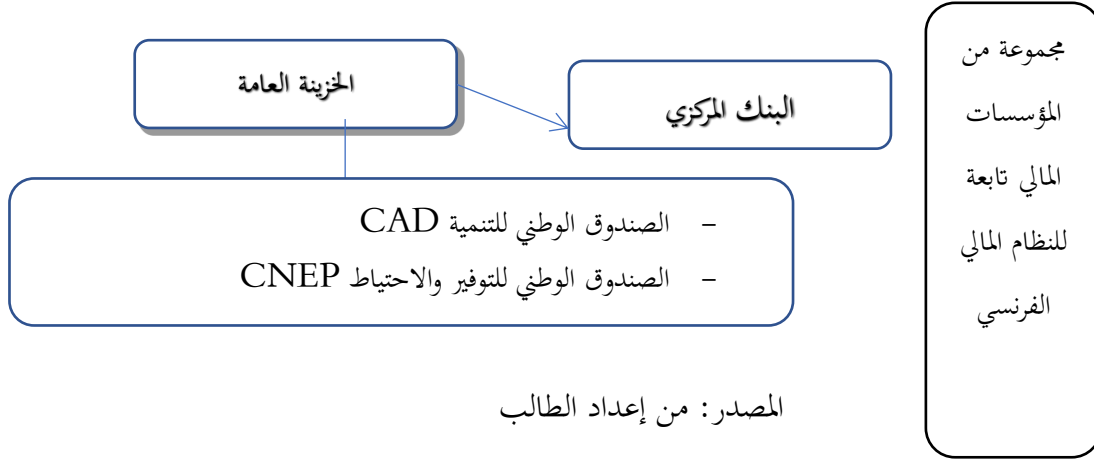 مجموعة من
المؤسسات
المالي تابعة
للنظام المالي
الفرنسي
الخزينة العامة
البنك المركزي
- الصندوق الوطني للتنمية CAD
- الصندوق الوطني للتوفير والاحتياط CNEP
المصدر: من إعداد الطالب